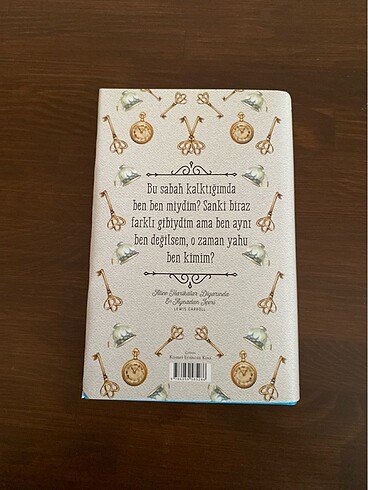 Bu sabah kalktığımda
ben ben miydim? Sanki biraz
farklı gibiydim ama ben aynı
ben değilsem, o zaman yahu
ben kimim?
Alice Harikalar Diyarında
& Aynadan İçeri
LEWIS CARROLL